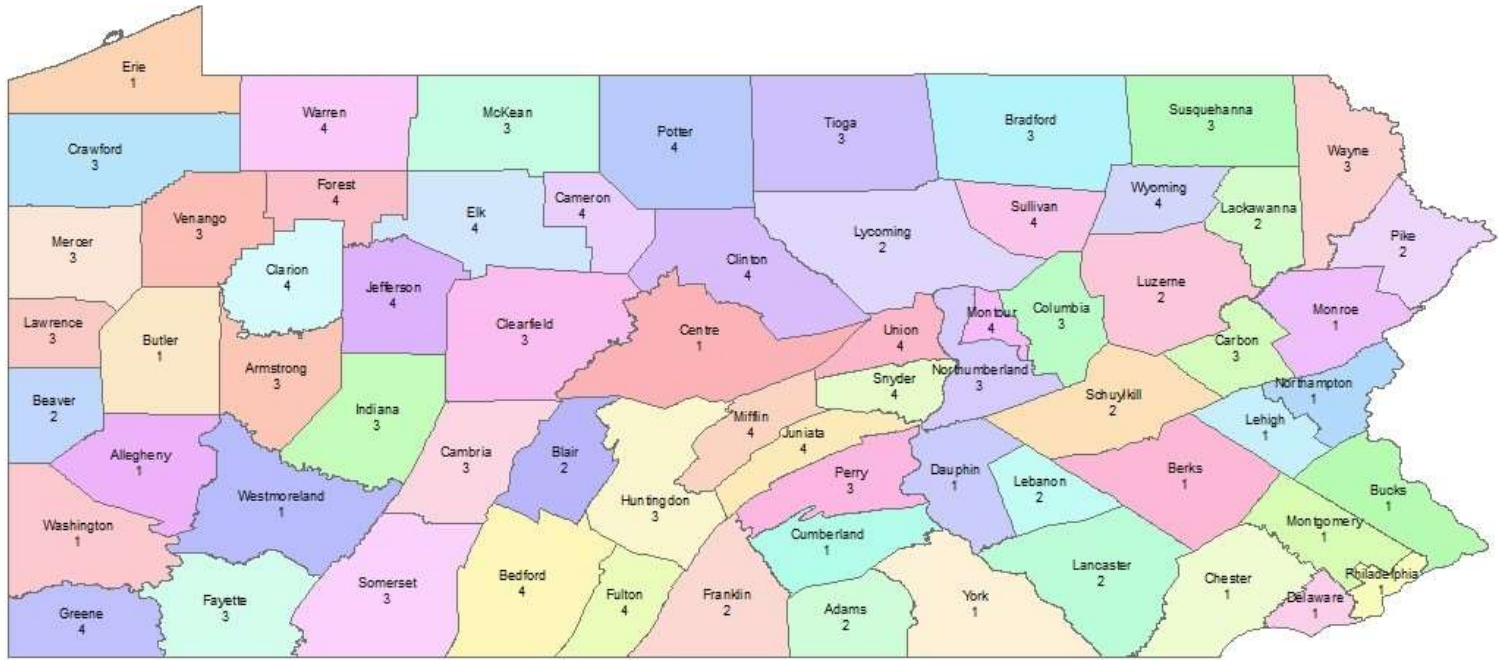 Erie
1
Warren
4
McKean
3
Potter
4
Tioga
3
Bradford
3
Susquehanna
3
Wayne
3
Crawford
3
Forest
4
Cameron
4
Elk
4
Venango
3
Mercer
3
Clarion
4
Jefferson
4
Clinton
4
Lycoming
2
Sullivan
4
Wyoming
4
Lackawanna
2
Pike
2
Lawrence
3
Butler
1
Clearfield
3
Centre
1
Union
4
Montour
4
Columbia
3
Luzerne
2
Monroe
1
Carbon
3
Armstrong
3
Beaver
2
Indiana
3
Snyder
4
Northumberland
3
Schuylkill
2
Northampton
1
Lehigh
1
Mifflin
4
Juniata
4
Allegheny
1
Cambria
3
Blair
2
Huntingdon
3
Perry
3
Dauphin
1
Lebanon
2
Berks
1
Bucks
1
Westmoreland
1
Washington
1
Cumberland
1
Montgomery
1
Somerset
3
Bedford
4
Fulton
4
Franklin
2
Adams
2
York
1
Lancaster
2
Chester
1
Delaware
1
Philadelphia
1
Fayette
3
Greene
4